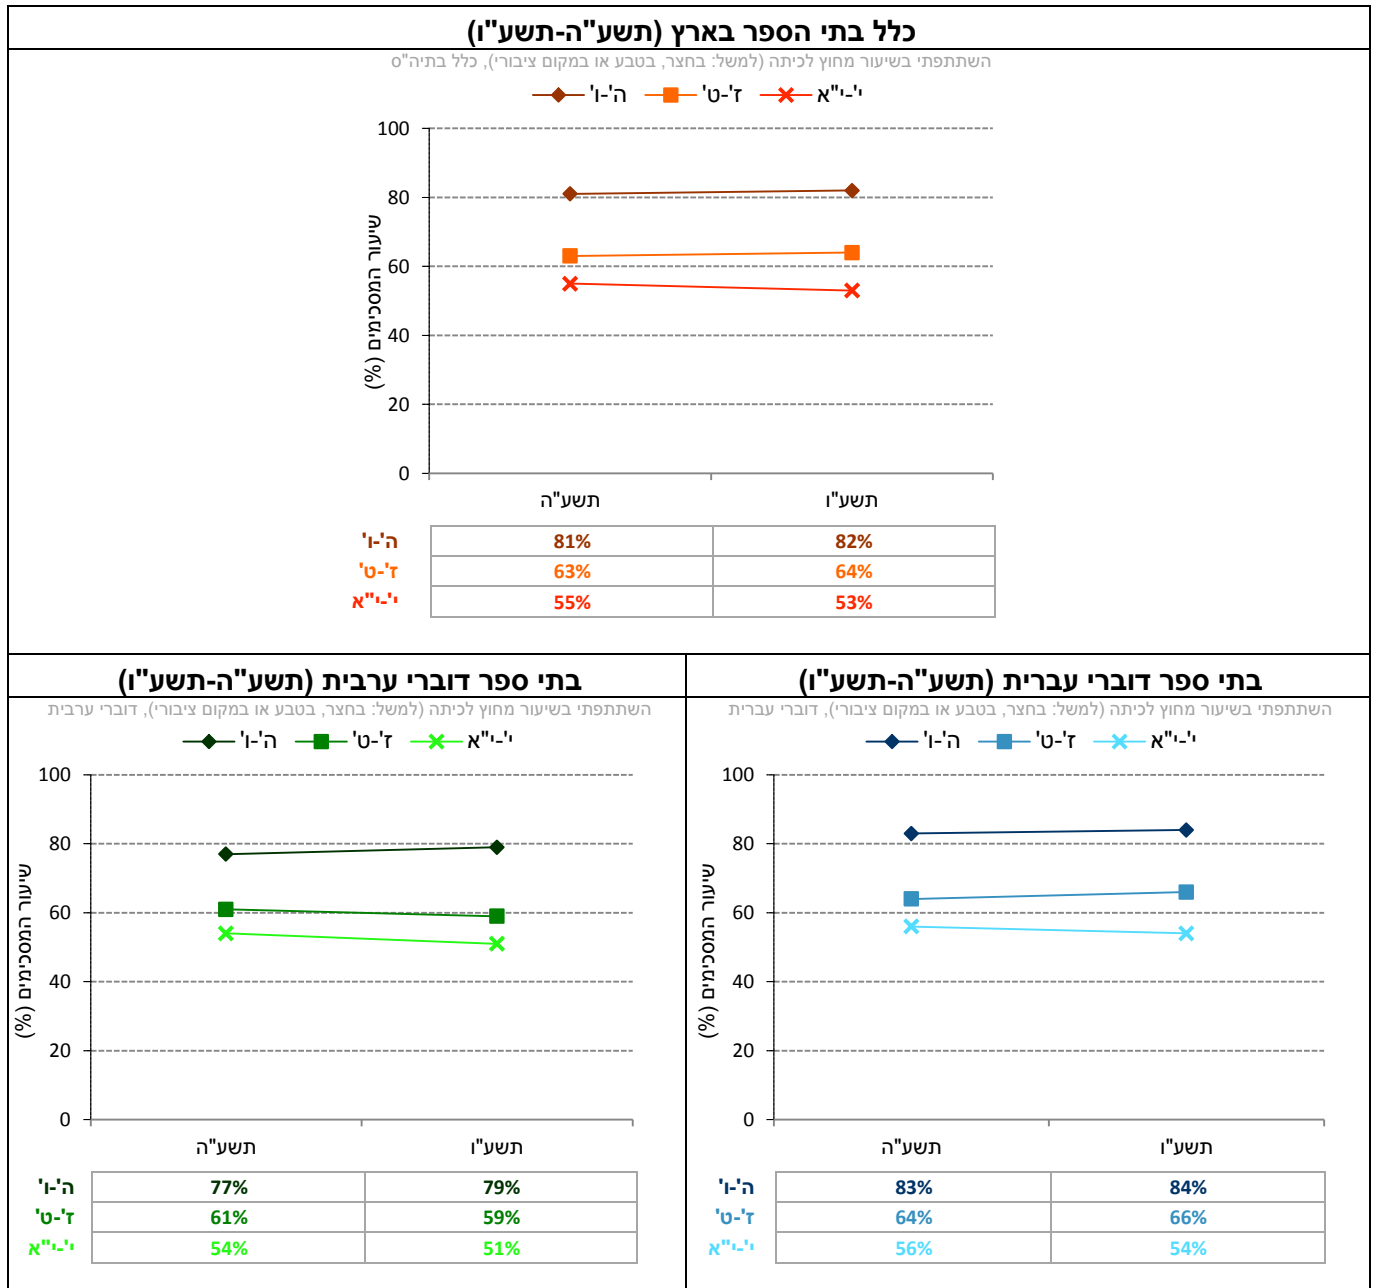 כלל בתי הספר בארץ (תשע"ה-תשע"ו)
השתתפתי בשיעור מחוץ לכיתה (למשל: בחצר, בטבע או במקום ציבורי), כלל בתיה"ס
ה'-ו' ז'-ט' י'-י"א
שיעור המסכימים (%)
100
80
60
40
20
0
תשע"ה תשע"ו
ה'-ו' 81% 82%
ז'-ט' 63% 64%
י'-י"א 55% 53%
בתי ספר דוברי עברית (תשע"ה-תשע"ו)
השתתפתי בשיעור מחוץ לכיתה (למשל: בחצר, בטבע או במקום ציבורי), דוברי עברית
ה'-ו' ז'-ט' י'-י"א
שיעור המסכימים (%)
100
80
60
40
20
0
תשע"ה תשע"ו
ה'-ו' 83% 84%
ז'-ט' 64% 66%
י'-י"א 56% 54%
בתי ספר דוברי ערבית (תשע"ה-תשע"ו)
השתתפתי בשיעור מחוץ לכיתה (למשל: בחצר, בטבע או במקום ציבורי), דוברי ערבית
ה'-ו' ז'-ט' י'-י"א
שיעור המסכימים (%)
100
80
60
40
20
0
תשע"ה תשע"ו
ה'-ו' 77% 79%
ז'-ט' 61% 59%
י'-י"א 54% 51%